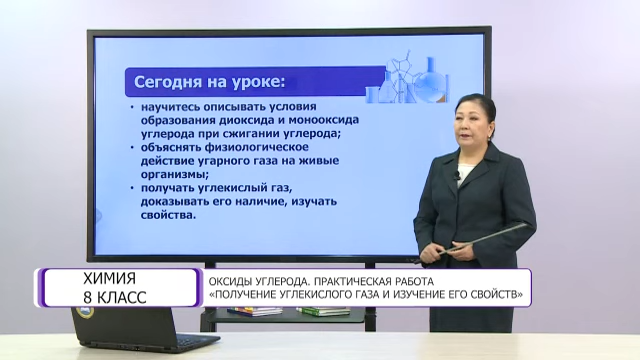 Сегодня на уроке:
• научитесь описывать условия
образования диоксида и монооксида
углерода при сжигании углерода;
• объяснять физиологическое
действие угарного газа на живые
организмы;
• получать углекислый газ,
доказывать его наличие, изучать
свойства.
ХИМИЯ
8 КЛАСС
ОКСИДЫ УГЛЕРОДА. ПРАКТИЧЕСКАЯ РАБОТА
«ПОЛУЧЕНИЕ УГЛЕКИСЛОГО ГАЗА И ИЗУЧЕНИЕ ЕГО СВОЙСТВ»